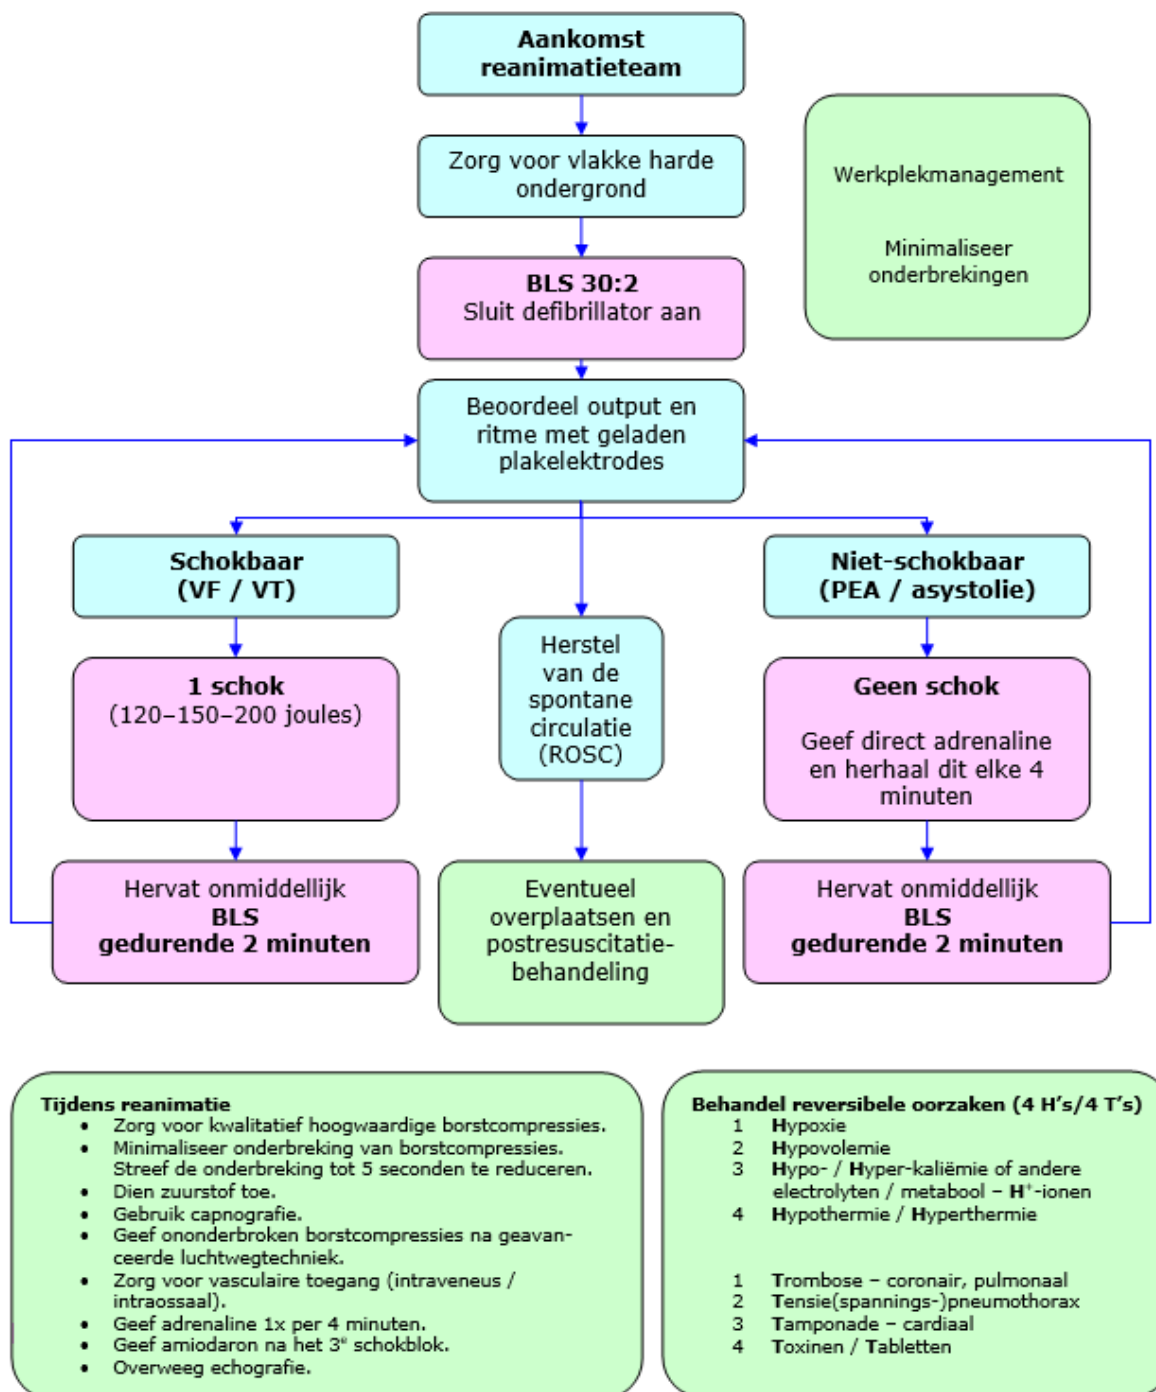 Aankomst
reanimatieteam
Zorg voor vlakke harde
ondergrond
Werkplekmanagement
Minimaliseer
onderbrekingen
BLS 30:2
Sluit defibrillator aan
Beoordeel output en
ritme met geladen
plakelektrodes
Schokbaar
(VF / VT)
Niet-schokbaar
(PEA / asystolie)
1 schok
(120–150–200 joules)
Herstel
van de
spontane
circulatie
(ROSC)
Geen schok
Geef direct adrenaline
en herhaal dit elke 4
minuten
Hervat onmiddellijk
BLS
gedurende 2 minuten
Eventueel
overplaatsen en
postresuscitatie-
behandeling
Hervat onmiddellijk
BLS
gedurende 2 minuten
Tijdens reanimatie
• Zorg voor kwalitatief hoogwaardige borstcompressies.
• Minimaliseer onderbreking van borstcompressies.
Streef de onderbreking tot 5 seconden te reduceren.
• Dien zuurstof toe.
• Gebruik capnografie.
• Geef ononderbroken borstcompressies na geavan-
ceerde luchtwegtechniek.
• Zorg voor vasculaire toegang (intraveneus /
intraossaal).
• Geef adrenaline 1x per 4 minuten.
• Geef amiodaron na het 3e schokblok.
• Overweeg echografie.
Behandel reversibele oorzaken (4 H's/4 T's)
1 Hypoxie
2 Hypovolemie
3 Hypo- / Hyper-kaliëmie of andere
electrolyten / metabool – H⁺-ionen
4 Hypothermie / Hyperthermie
1 Trombose – coronair, pulmonaal
2 Tensie(spannings-)pneumothorax
3 Tamponade – cardiaal
4 Toxinen / Tabletten